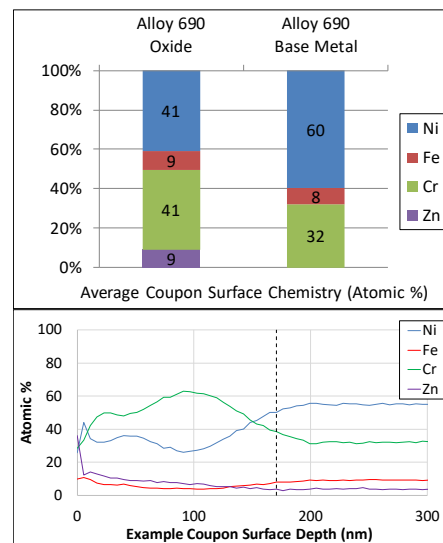 Alloy 690 Oxide
Alloy 690 Base Metal
100%
80%
60%
40%
20%
0%
41
9
41
9
60
8
32
Ni
Fe
Cr
Zn
Average Coupon Surface Chemistry (Atomic %)
100
80
60
40
20
0
Atomic %
Ni
Fe
Cr
Zn
0
100
200
300
Example Coupon Surface Depth (nm)